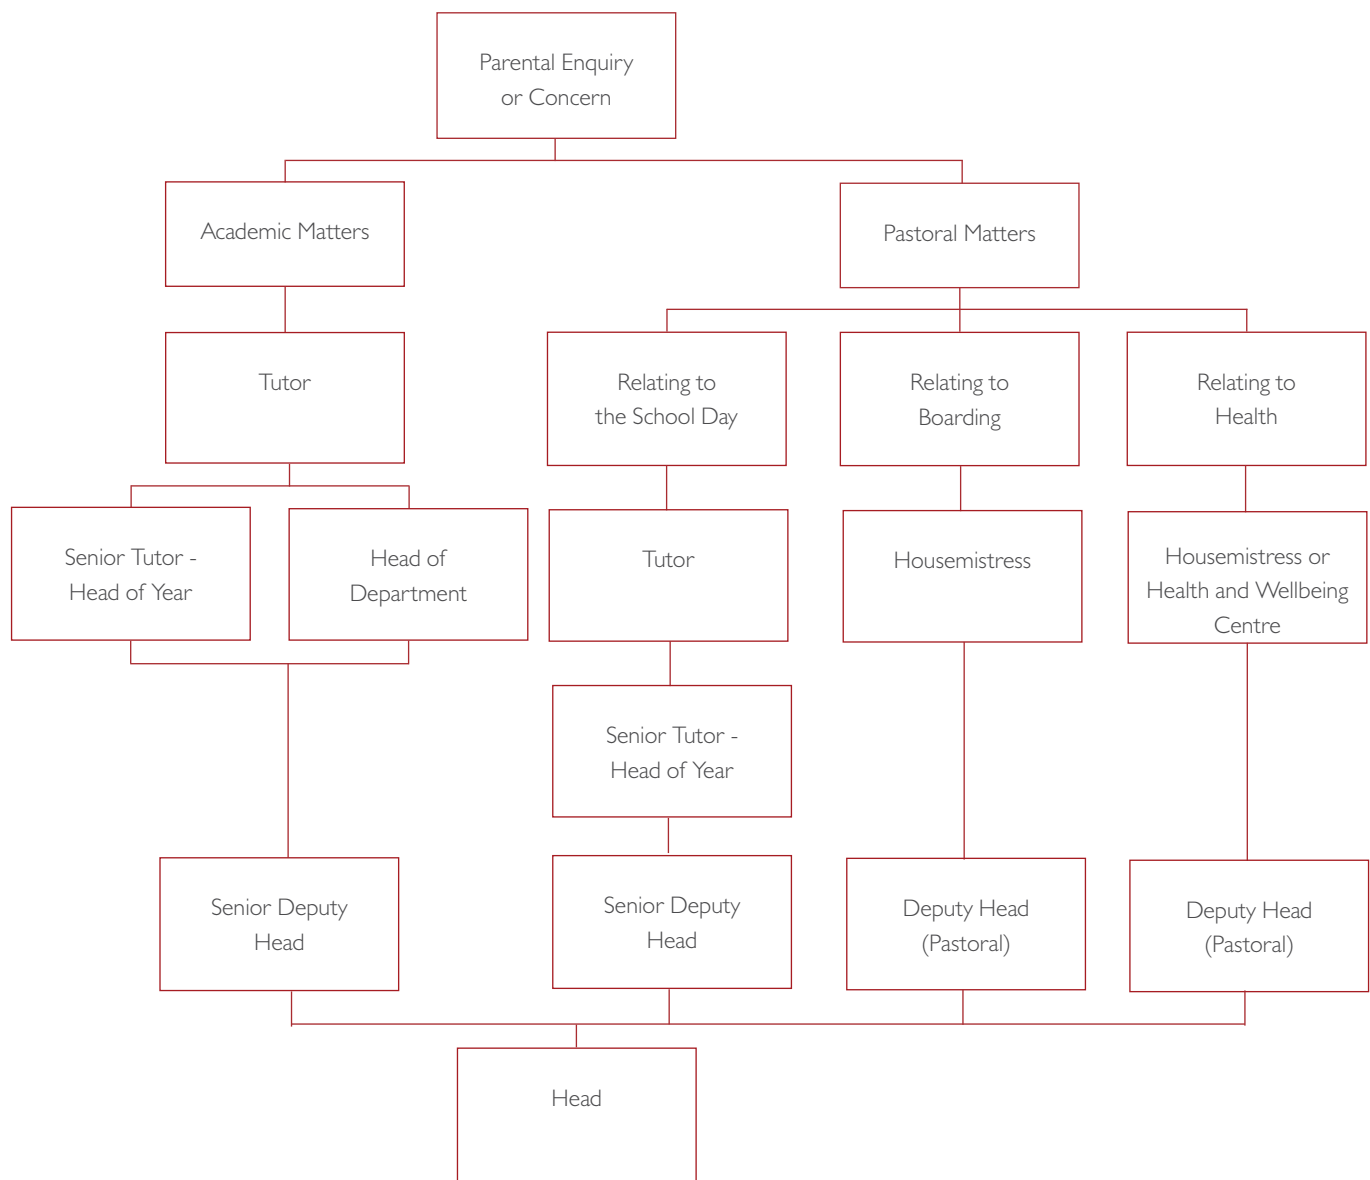 Parental Enquiry
or Concern
Academic Matters
Pastoral Matters
Tutor
Relating to
the School Day
Relating to
Boarding
Relating to
Health
Senior Tutor -
Head of Year
Head of
Department
Tutor
Housemistress
Housemistress or
Health and Wellbeing
Centre
Senior Tutor -
Head of Year
Senior Deputy
Head
Senior Deputy
Head
Deputy Head
(Pastoral)
Deputy Head
(Pastoral)
Head